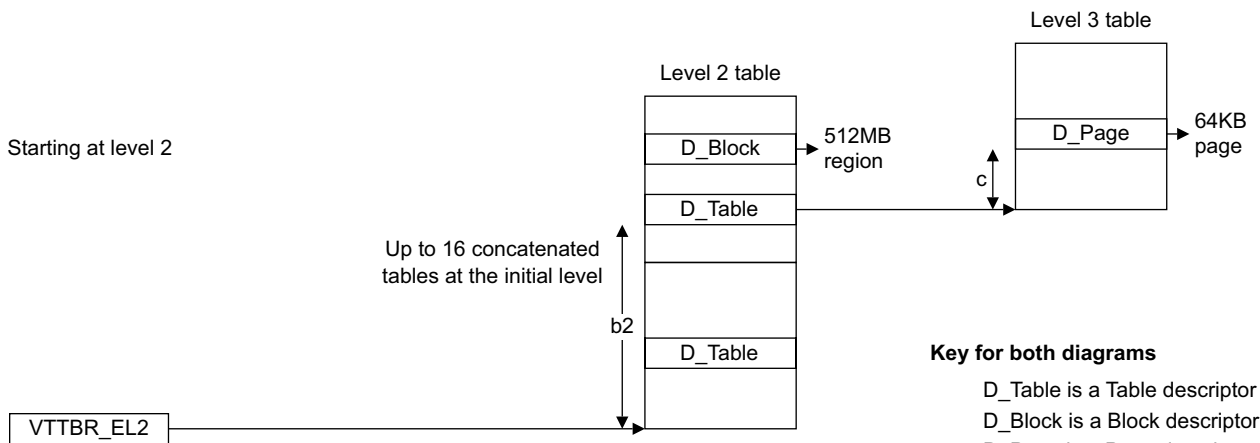 Level 3 table
Level 2 table
D_Block
512MB
region
D_Page
64KB
page
Starting at level 2
c
D_Table
Up to 16 concatenated
tables at the initial level
b2
D_Table
Key for both diagrams
D_Table is a Table descriptor
D_Block is a Block descriptor
VTTBR_EL2